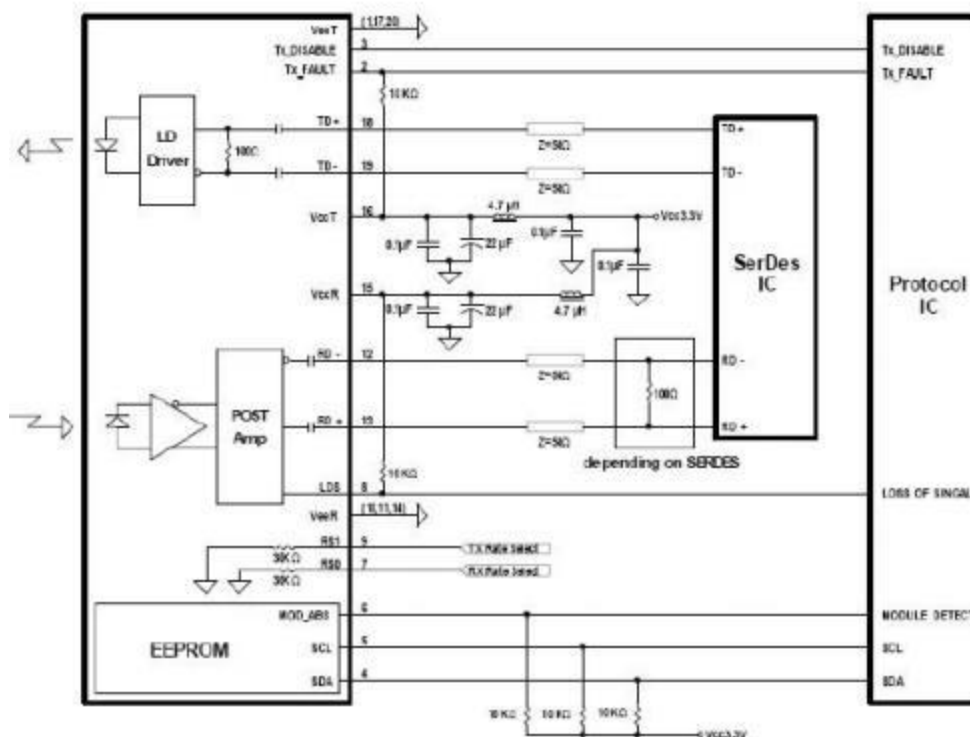 VeeT (1,17,20)
Tx_DISABLE 3 Tx_DISABLE
Tx_FAULT 2 Tx_FAULT
10KΩ
LD
Driver
100Ω
TD+ 18 TD+
Z=50Ω
TD- 19 TD-
Z=50Ω
4.7 µH
VccT 16 Vcc3.3V
0.1µF 22 µF 0.1µF
0.1µF
SerDes
IC
Protocol
IC
VccR 15
0.1µF 22 µF 4.7 µH
RD - 12 RD -
Z=50Ω
100Ω
POST
Amp
RD + 13 RD +
Z=50Ω
depending on SERDES
10KΩ
LOS 8 LOSS OF SINGAL
VeeR (10,11,14)
RS1 9 TX Rate Select
30KΩ
RS0 7 RX Rate Select
30KΩ
EEPROM
MOD_ABS 6 MODULE DETECT
SCL 5 SCL
SDA 4 SDA
10KΩ 10KΩ 10KΩ
Vcc3.3V